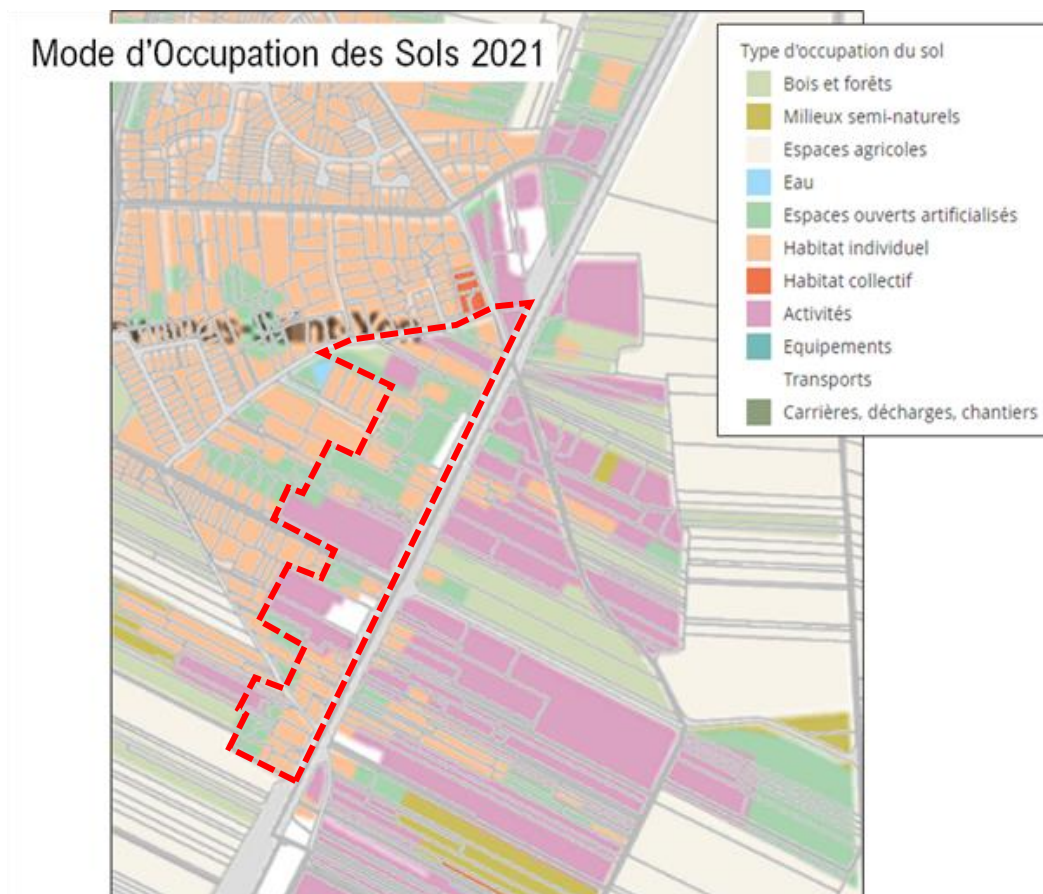 Mode d'Occupation des Sols 2021
Type d'occupation du sol
Bois et forêts
Milieux semi-naturels
Espaces agricoles
Eau
Espaces ouverts artificialisés
Habitat individuel
Habitat collectif
Activités
Equipements
Transports
Carrières, décharges, chantiers